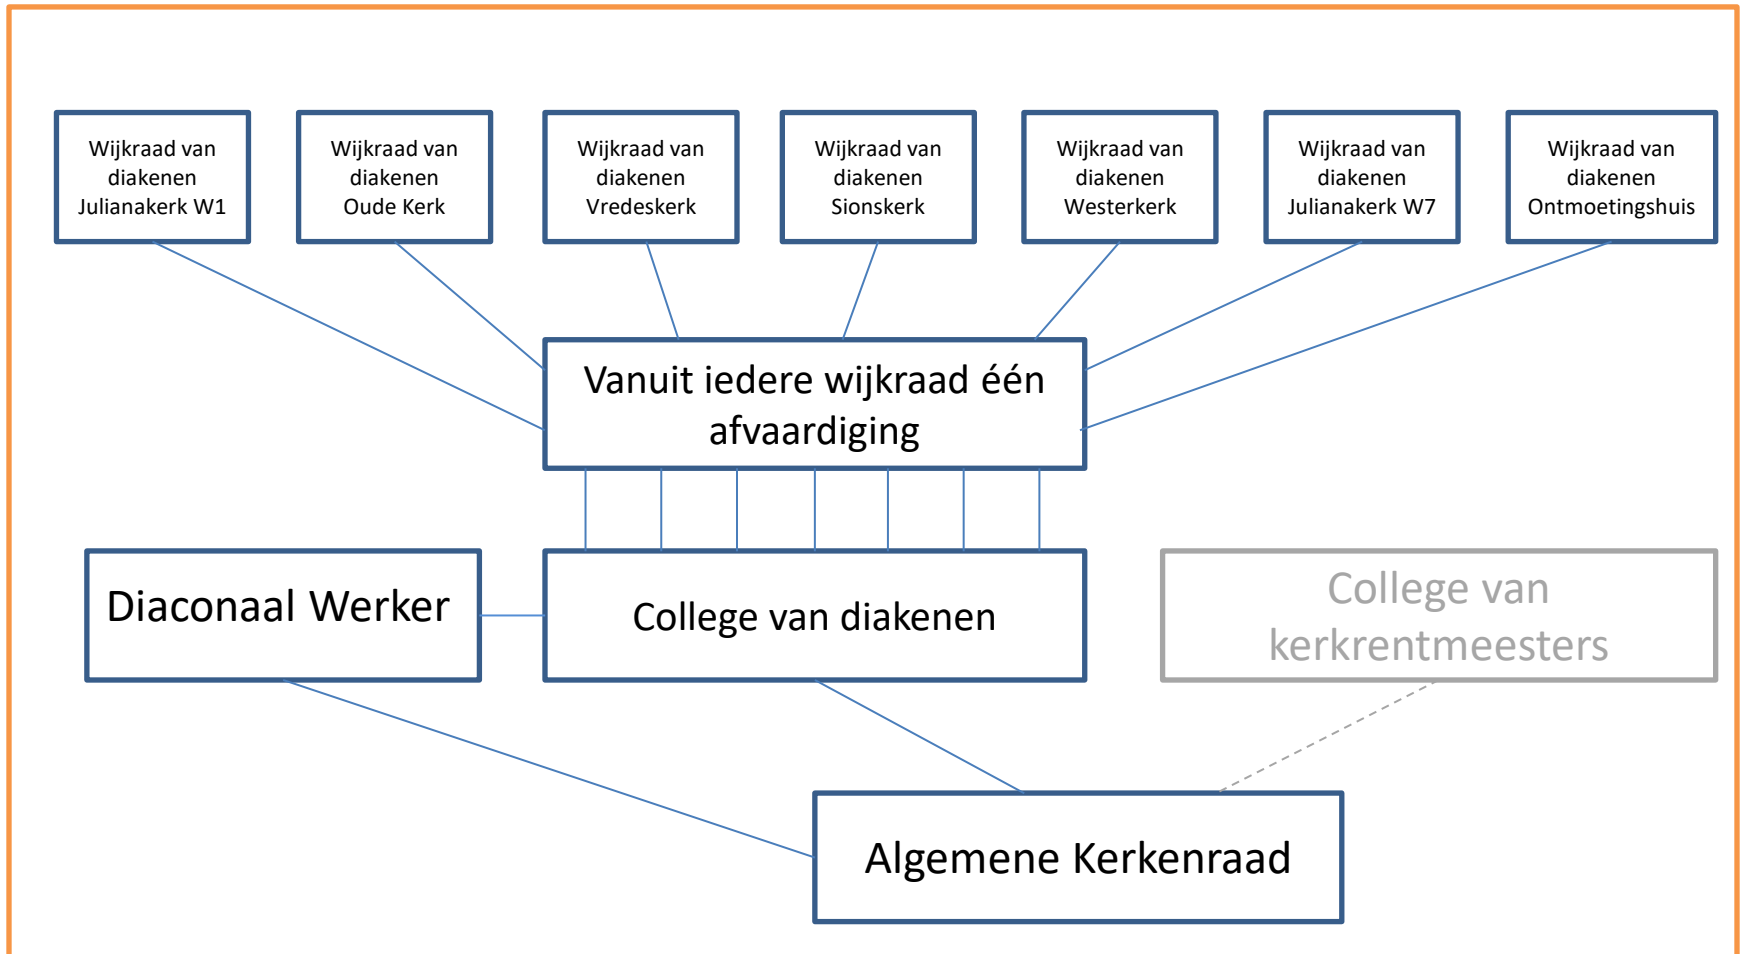 Wijkraad van
diakenen
Julianakerk W1
Wijkraad van
diakenen
Oude Kerk
Wijkraad van
diakenen
Vredeskerk
Wijkraad van
diakenen
Sionskerk
Wijkraad van
diakenen
Westerkerk
Wijkraad van
diakenen
Julianakerk W7
Wijkraad van
diakenen
Ontmoetingshuis
Vanuit iedere wijkraad één
afvaardiging
Diaconaal Werker
College van diakenen
College van
kerkrentmeesters
Algemene Kerkenraad